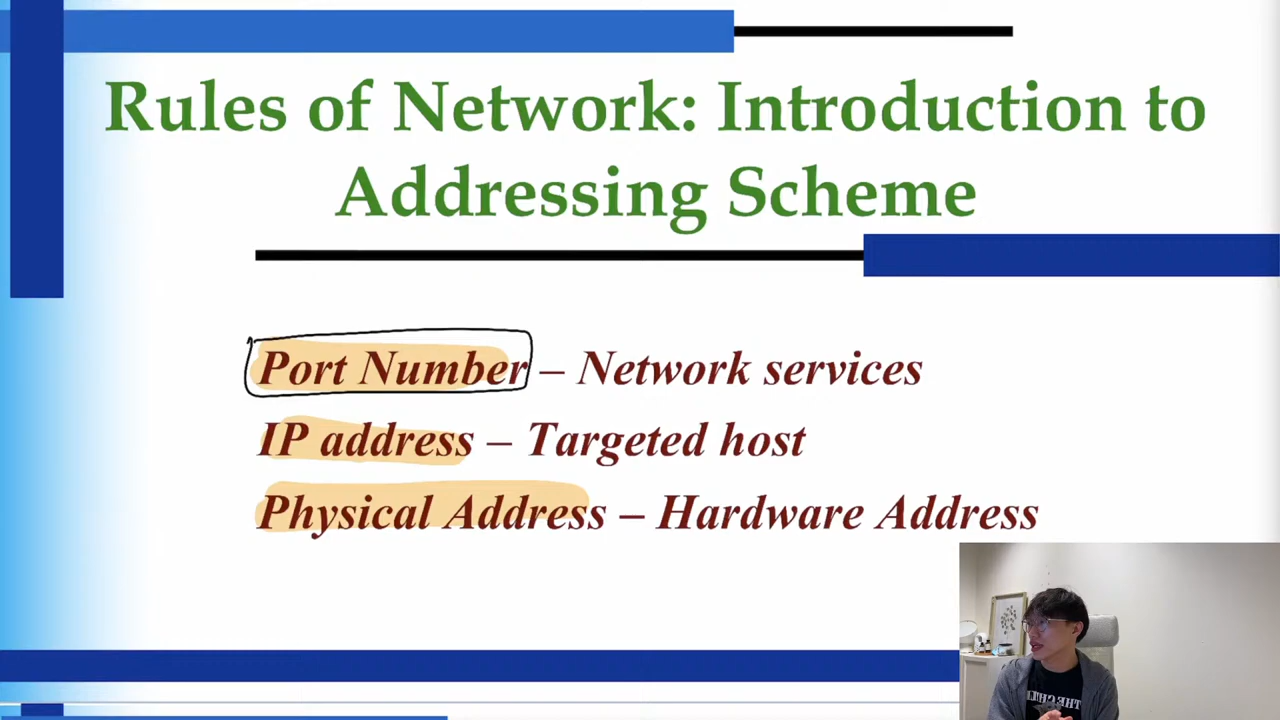 Rules of Network: Introduction to
Addressing Scheme
Port Number – Network services
IP address – Targeted host
Physical Address – Hardware Address